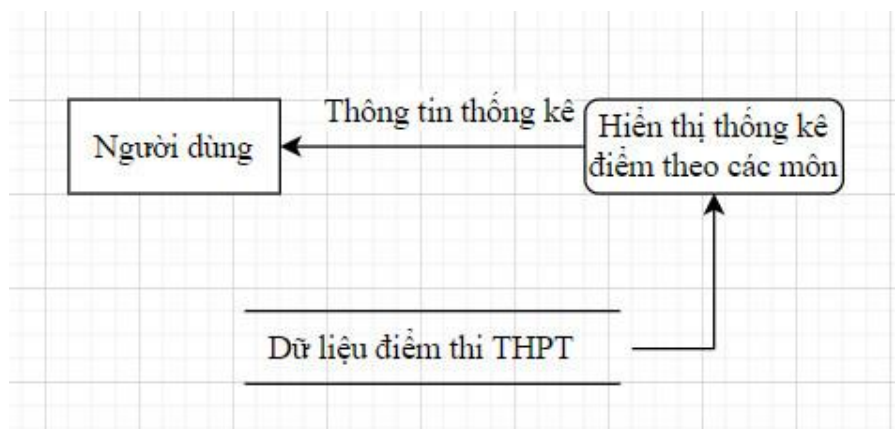 Thông tin thống kê
Người dùng
Hiển thị thống kê
điểm theo các môn
Dữ liệu điểm thi THPT